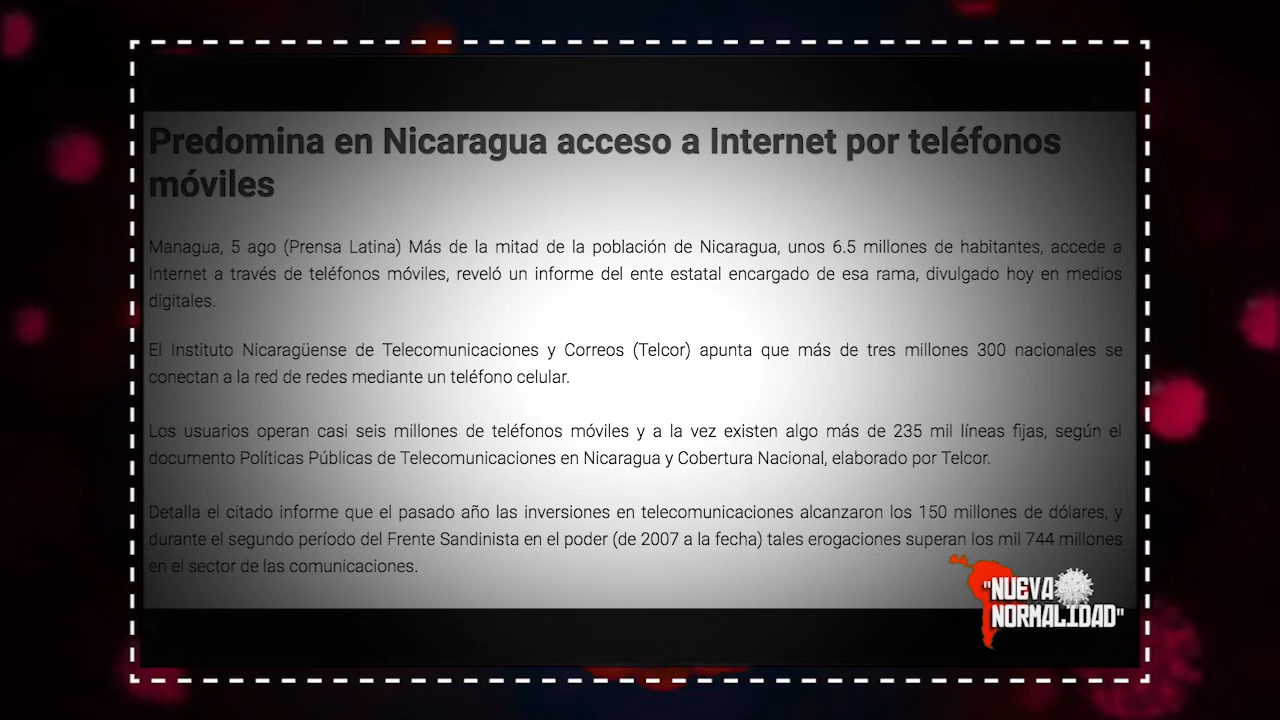 Predomina en Nicaragua acceso a Internet por teléfonos
móviles
Managua, 5 ago (Prensa Latina) Más de la mitad de la población de Nicaragua, unos 6.5 millones de habitantes, accede a
Internet a través de teléfonos móviles, reveló un informe del ente estatal encargado de esa rama, divulgado hoy en medios
digitales.
El Instituto Nicaragüense de Telecomunicaciones y Correos (Telcor) apunta que más de tres millones 300 nacionales se
conectan a la red de redes mediante un teléfono celular.
Los usuarios operan casi seis millones de teléfonos móviles y a la vez existen algo más de 235 mil líneas fijas, según el
documento Políticas Públicas de Telecomunicaciones en Nicaragua y Cobertura Nacional, elaborado por Telcor.
Detalla el citado informe que el pasado año las inversiones en telecomunicaciones alcanzaron los 150 millones de dólares, y
durante el segundo período del Frente Sandinista en el poder (de 2007 a la fecha) tales erogaciones superan los mil 744 millones
en el sector de las comunicaciones.
"NUEVA
NORMALIDAD"